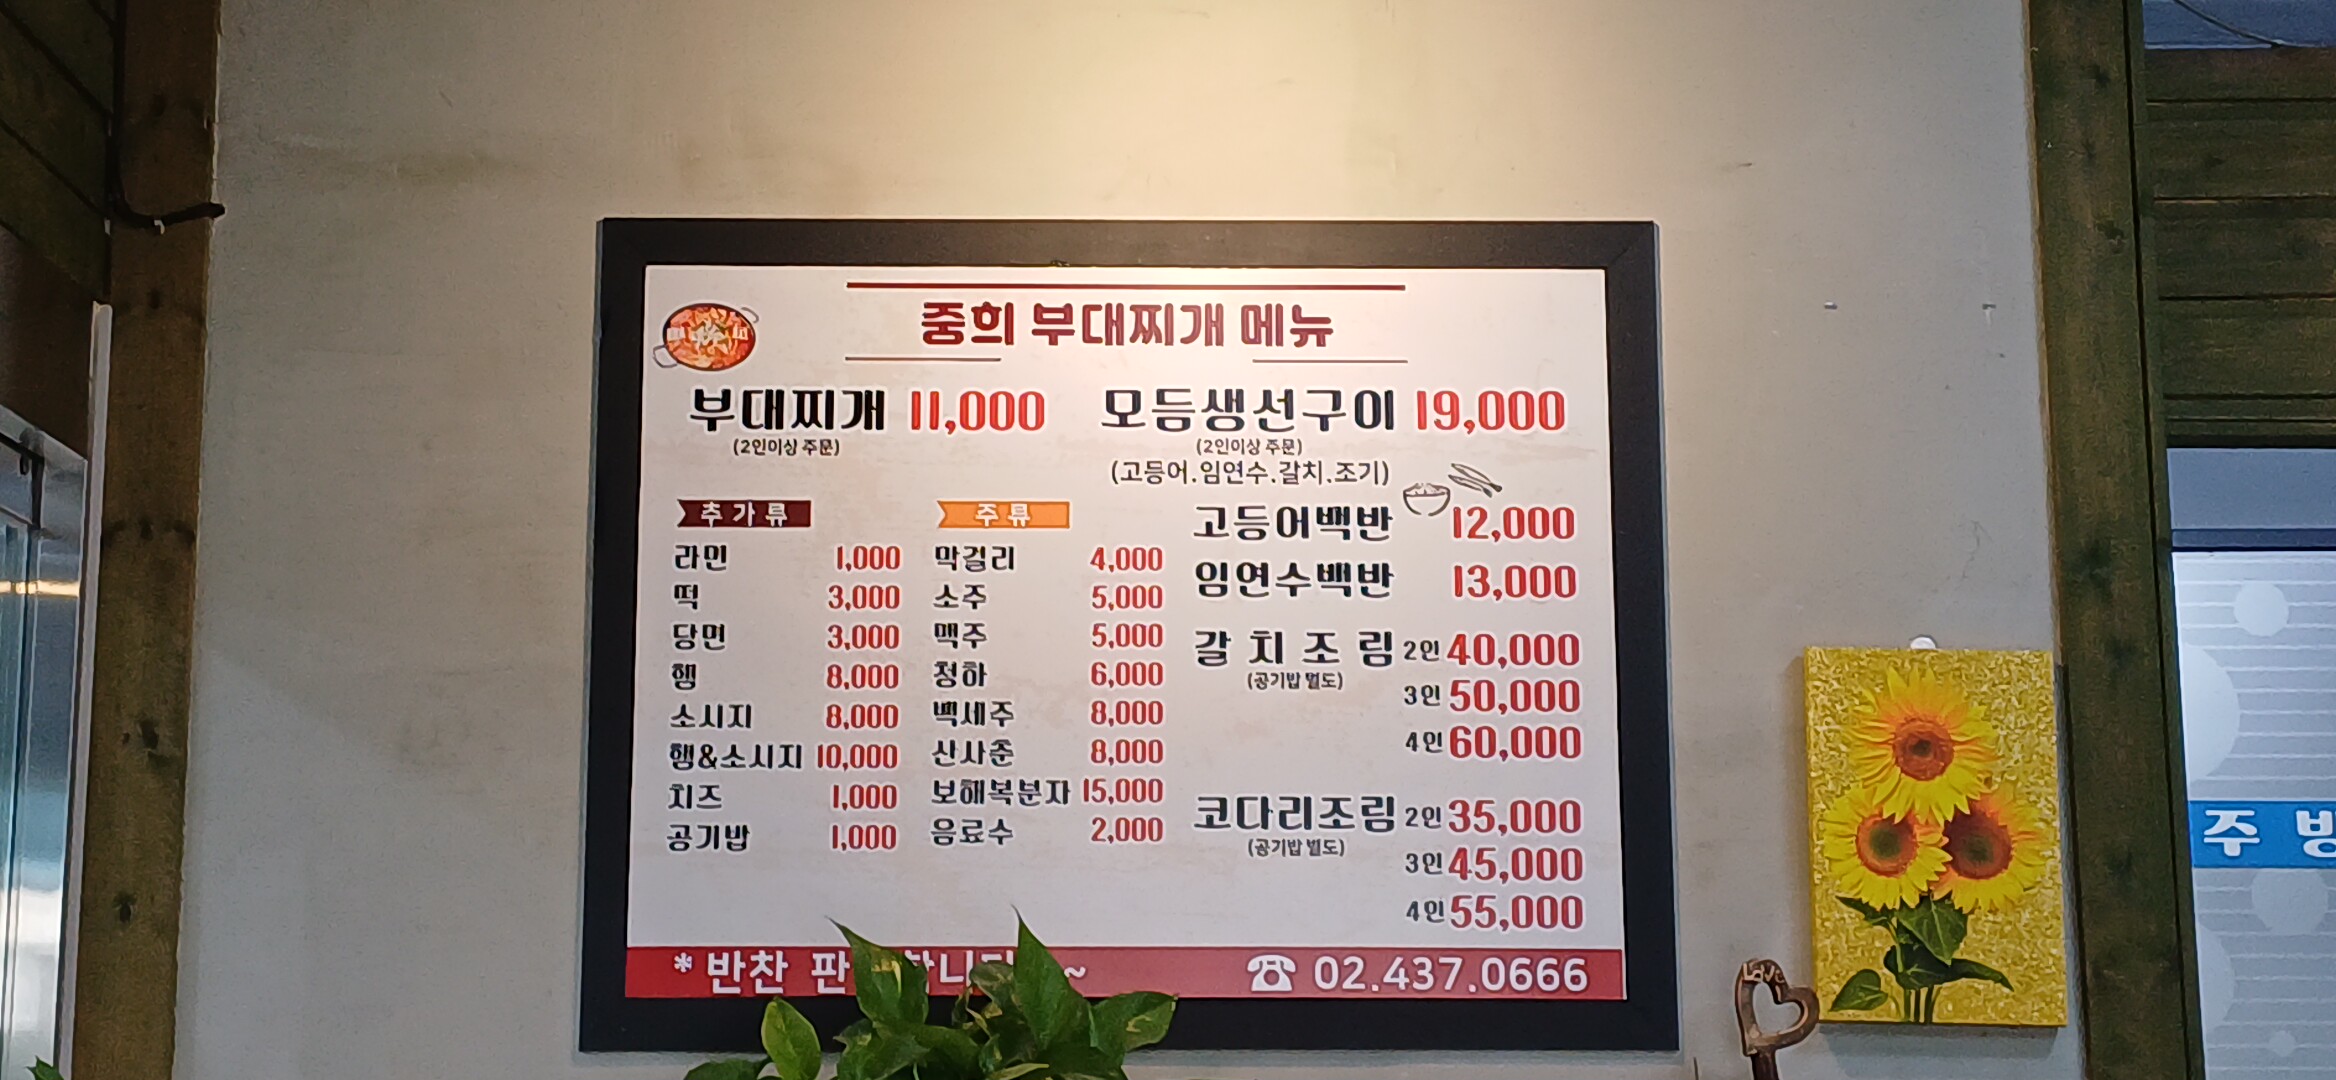 중희 부대찌개 메뉴
부대찌개 11,000
(2인이상 주문)
모듬생선구이 19,000
(2인이상 주문)
(고등어.임연수.갈치.조기)
추가류
라면 1,000
떡 3,000
당면 3,000
햄 8,000
소시지 8,000
햄&소시지 10,000
치즈 1,000
공기밥 1,000
주류
막걸리 4,000
소주 5,000
맥주 5,000
청하 6,000
백세주 8,000
산사춘 8,000
보해복분자 15,000
음료수 2,000
고등어백반 12,000
임연수백반 13,000
갈치조림 2인 40,000
(공기밥 별도)
3인 50,000
4인 60,000
코다리조림 2인 35,000
(공기밥 별도)
3인 45,000
4인 55,000
* 반찬
☎ 02.437.0666
Love
주방